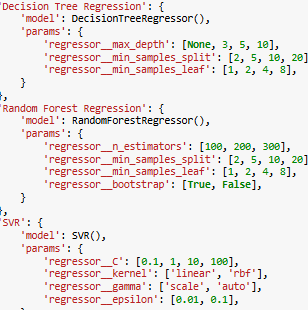 'Decision Tree Regression': {
'model': DecisionTreeRegressor(),
'params': {
'regressor__max_depth': [None, 3, 5, 10],
'regressor__min_samples_split': [2, 5, 10, 20]
'regressor__min_samples_leaf': [1, 2, 4, 8],
}
},
'Random Forest Regression': {
'model': RandomForestRegressor(),
'params': {
'regressor__n_estimators': [100, 200, 300],
'regressor__min_samples_split': [2, 5, 10, 20]
'regressor__min_samples_leaf': [1, 2, 4, 8],
'regressor__bootstrap': [True, False],
}
},
'SVR': {
'model': SVR(),
'params': {
'regressor__C': [0.1, 1, 10, 100],
'regressor__kernel': ['linear', 'rbf'],
'regressor__gamma': ['scale', 'auto'],
'regressor__epsilon': [0.01, 0.1],